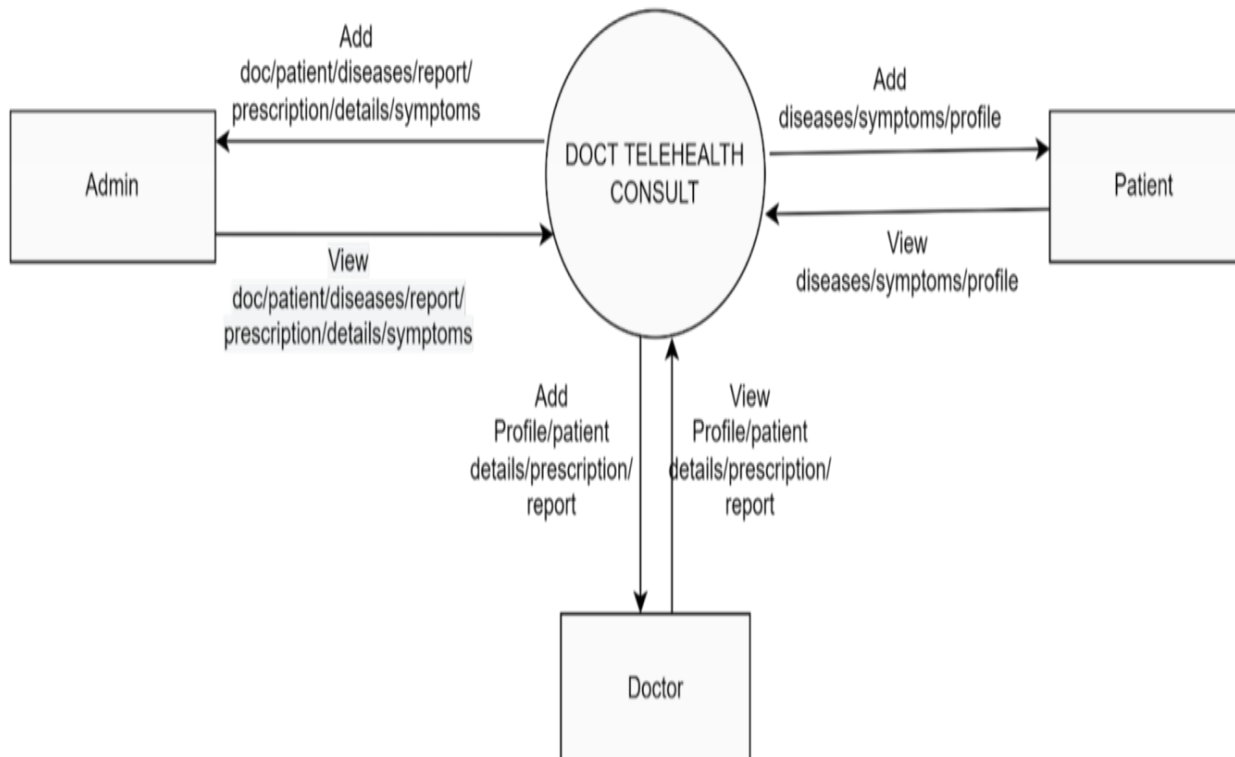 Add
doc/patient/diseases/report/
prescription/details/symptoms
Add
diseases/symptoms/profile
DOCT TELEHEALTH
CONSULT
Admin
Patient
View
doc/patient/diseases/report/
prescription/details/symptoms
View
diseases/symptoms/profile
Add
Profile/patient
details/prescription/
report
View
Profile/patient
details/prescription/
report
Doctor